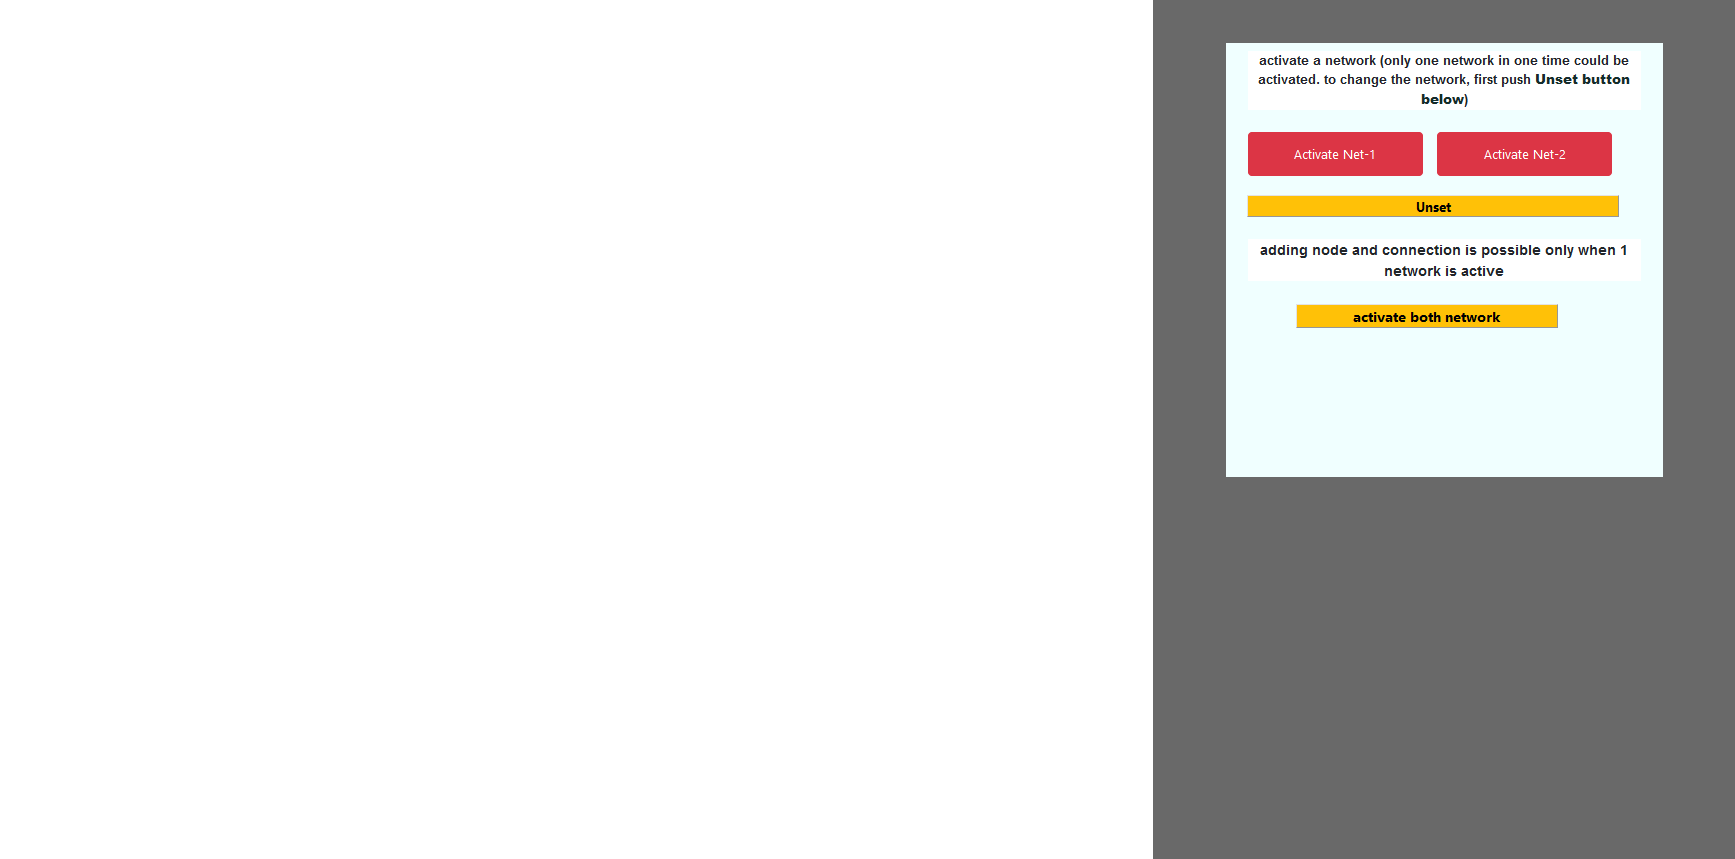 activate a network (only one network in one time could be
activated. to change the network, first push Unset button
below)
Activate Net-1
Activate Net-2
Unset
adding node and connection is possible only when 1
network is active
activate both network